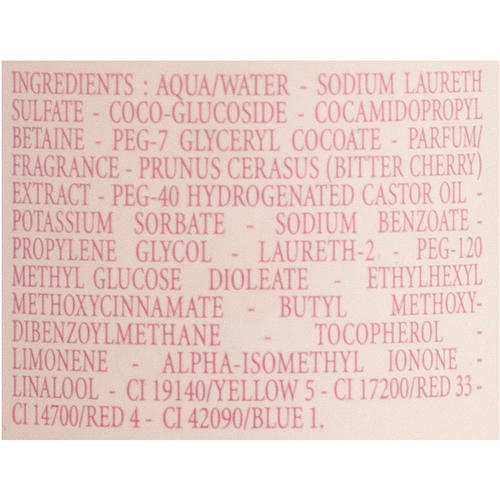 INGREDIENTS : AQUA/WATER - SODIUM LAURETH
SULFATE - COCO-GLUCOSIDE - COCAMIDOPROPYL
BETAINE - PEG-7 GLYCERYL COCOATE - PARFUM/
FRAGRANCE - PRUNUS CERASUS (BITTER CHERRY)
EXTRACT - PEG-40 HYDROGENATED CASTOR OIL -
POTASSIUM SORBATE - SODIUM BENZOATE -
PROPYLENE GLYCOL - LAURETH-2 - PEG-120
METHYL GLUCOSE DIOLEATE - ETHYLHEXYL
METHOXYCINNAMATE - BUTYL METHOXY-
DIBENZOYLMETHANE - TOCOPHEROL -
LIMONENE - ALPHA-ISOMETHYL IONONE -
LINALOOL - CI 19140/YELLOW 5 - CI 17200/RED 33 -
CI 14700/RED 4 - CI 42090/BLUE 1.